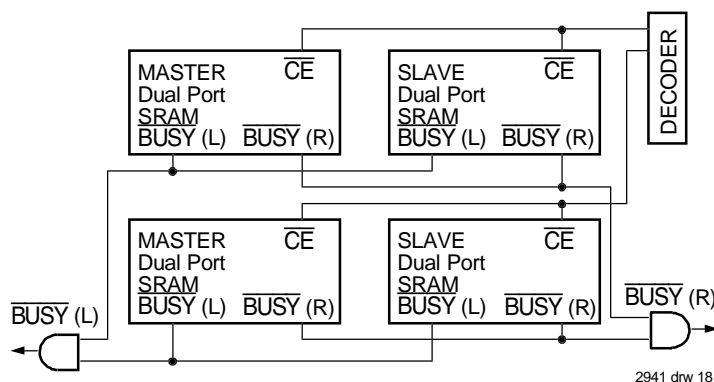 MASTER CE
Dual Port
SRAM
BUSY (L) BUSY (R)
SLAVE CE
Dual Port
SRAM
BUSY (L) BUSY (R)
DECODER
MASTER CE
Dual Port
SRAM
BUSY (L) BUSY (R)
SLAVE CE
Dual Port
SRAM
BUSY (L) BUSY (R)
BUSY (L)
BUSY (R)
2941 drw 18